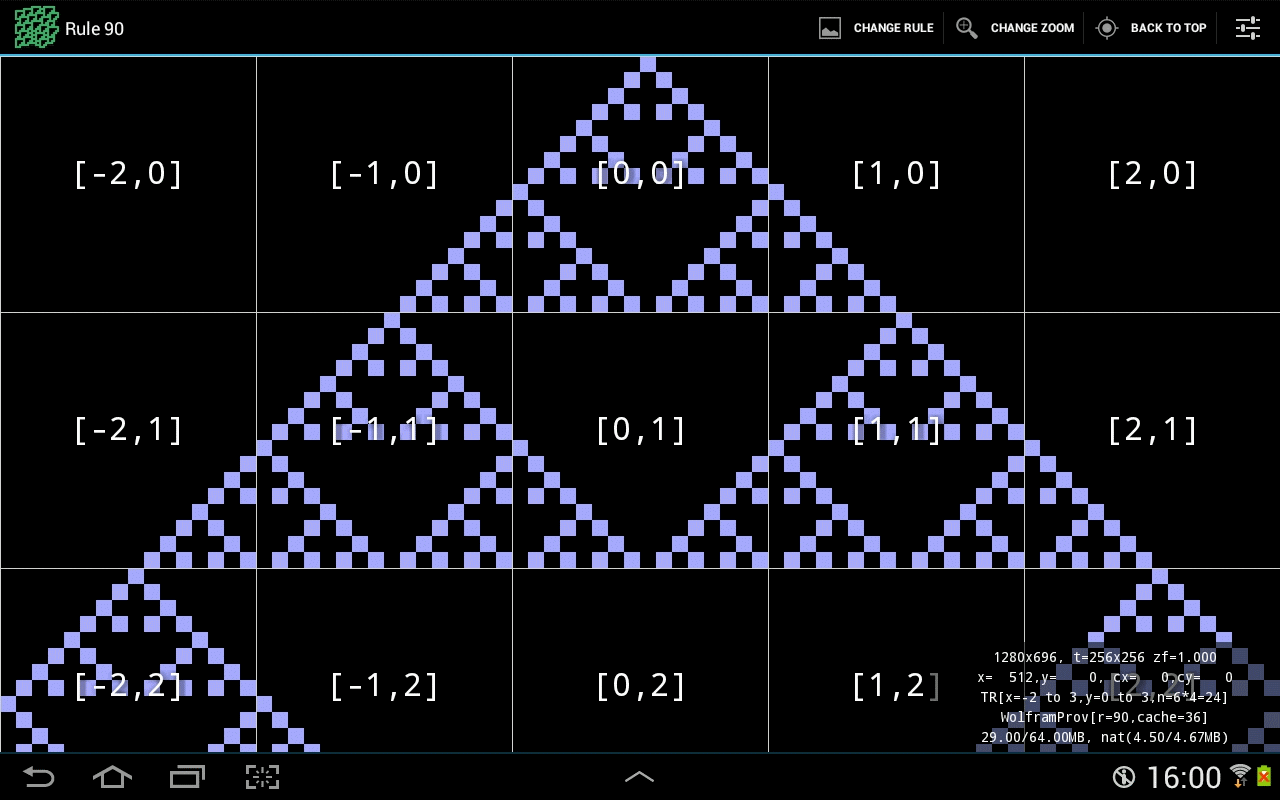 Rule 90 CHANGE RULE CHANGE ZOOM BACK TO TOP
[-2,0] [-1,0] [0,0] [1,0] [2,0]
[-2,1] [-1,1] [0,1] [1,1] [2,1]
[-2,2] [-1,2] [0,2] [1,2] [2,2]
1280x696, t=256x256 zf=1.000
x= 512,y= 0, cx= 0,cy= 0
TR[x=-2 to 3,y=0 to 3;n=6*4=24]
WolframProv[r=90,cache=36]
29.00/64.00MB, nat(4.50/4.67MB)
16:00